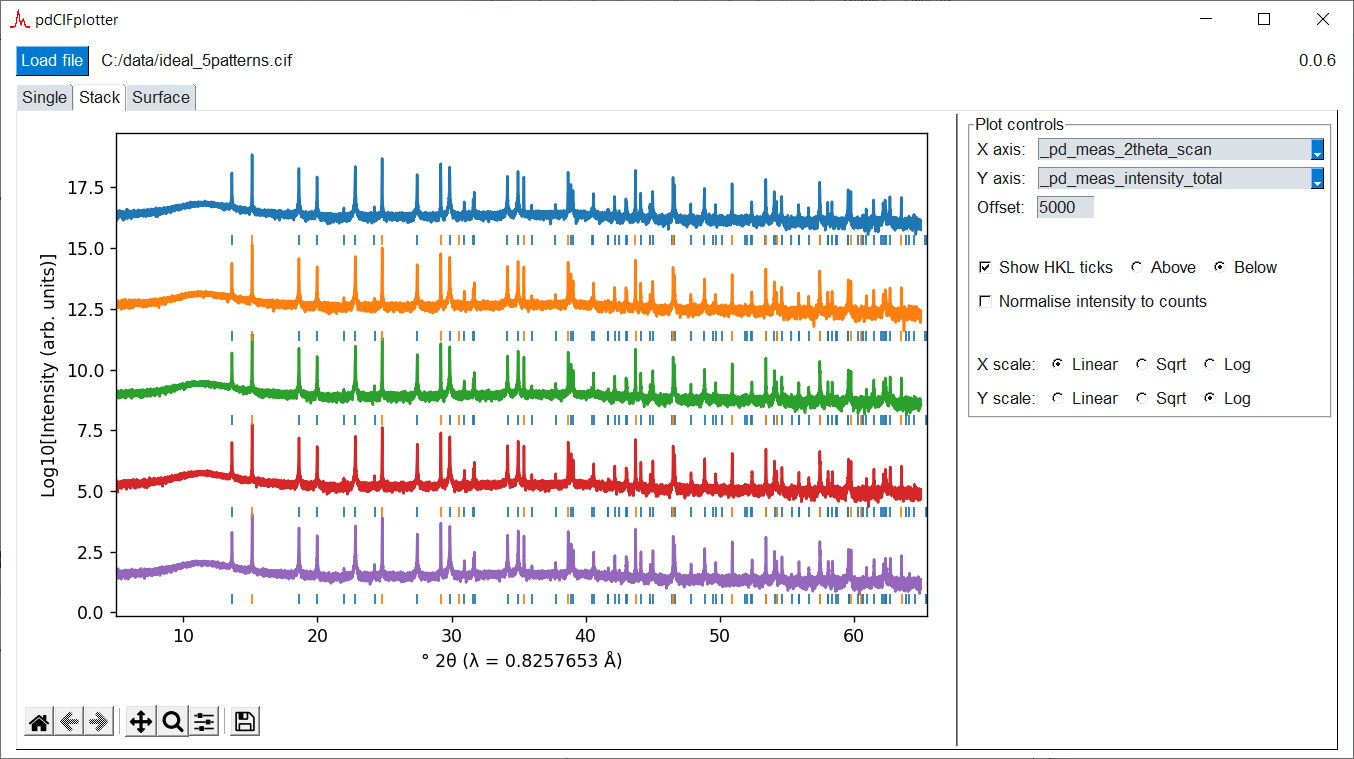 pdCIFplotter
Load file C:/data/ideal_5patterns.cif 0.0.6
Single Stack Surface
Plot controls
X axis: _pd_meas_2theta_scan
Y axis: _pd_meas_intensity_total
Offset: 5000
Show HKL ticks Above Below
Normalise intensity to counts
X scale: Linear Sqrt Log
Y scale: Linear Sqrt Log
Log10[Intensity (arb. units)]
17.5
15.0
12.5
10.0
7.5
5.0
2.5
0.0
10 20 30 40 50 60
° 2θ (λ = 0.8257653 Å)